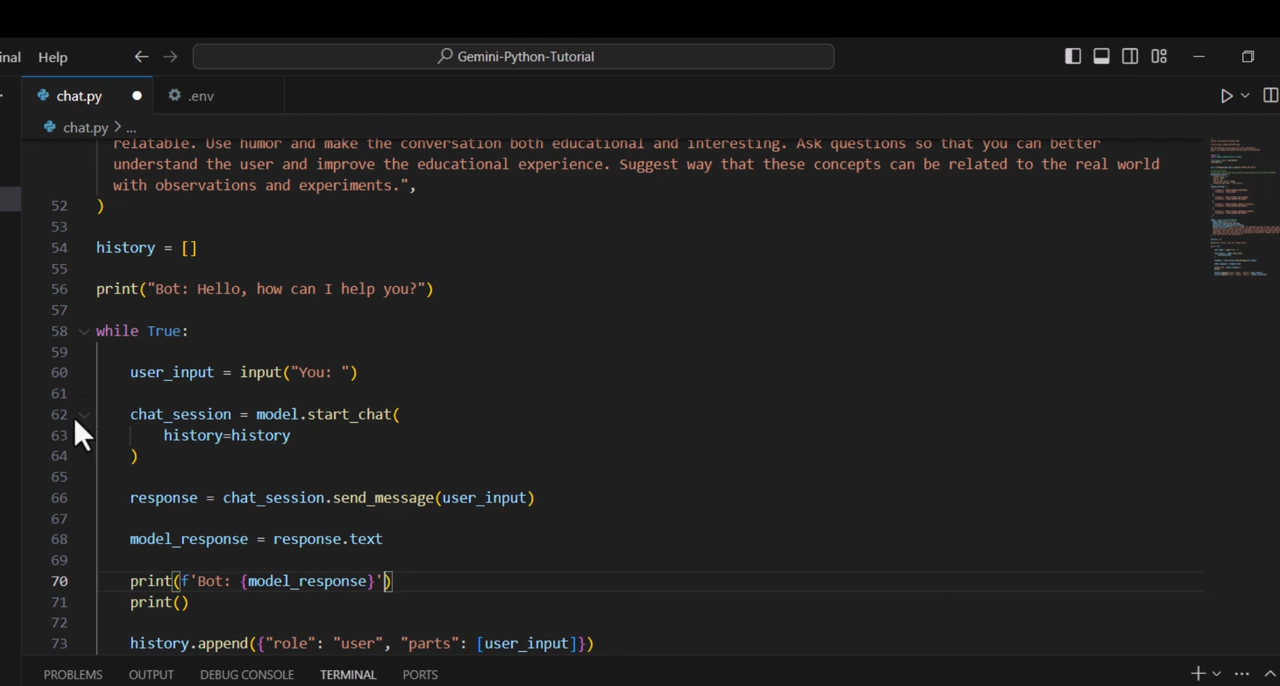 nal Help Gemini-Python-Tutorial
chat.py .env
chat.py > ...
relatable. Use humor and make the conversation both educational and interesting. Ask questions so that you can better
understand the user and improve the educational experience. Suggest way that these concepts can be related to the real world
with observations and experiments.",
52 )
53
54 history = []
55
56 print("Bot: Hello, how can I help you?")
57
58 while True:
59
60 user_input = input("You: ")
61
62 chat_session = model.start_chat(
63 history=history
64 )
65
66 response = chat_session.send_message(user_input)
67
68 model_response = response.text
69
70 print(f'Bot: {model_response}')
71 print()
72
73 history.append({"role": "user", "parts": [user_input]})
PROBLEMS OUTPUT DEBUG CONSOLE TERMINAL PORTS